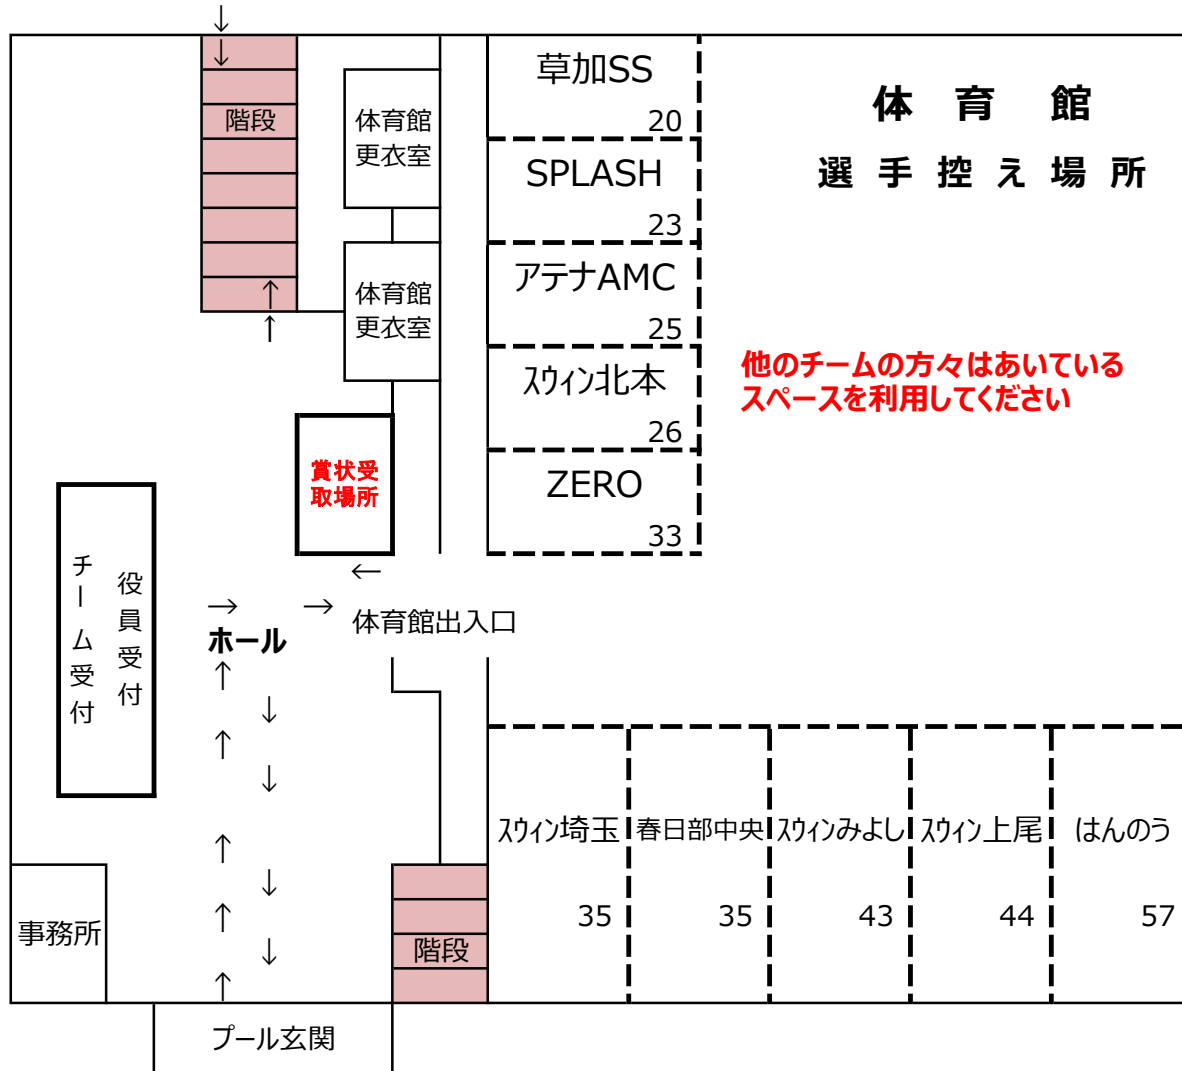 ↓
↓
階段
↑
↑
体育館
更衣室
体育館
更衣室
草加SS
20
SPLASH
23
アテナAMC
25
スウィン北本
26
ZERO
33
体 育 館
選 手 控 え 場 所
他のチームの方々はあいている
スペースを利用してください
賞状受
取場所
役員受付
チーム受付
←
→ →
ホール
体育館出入口
↑
↓
↑
↓
↑
↓
↑
↓
↑
スウィン埼玉
35
春日部中央
35
スウィンみよし
43
スウィン上尾
44
はんのう
57
事務所
階段
プール玄関